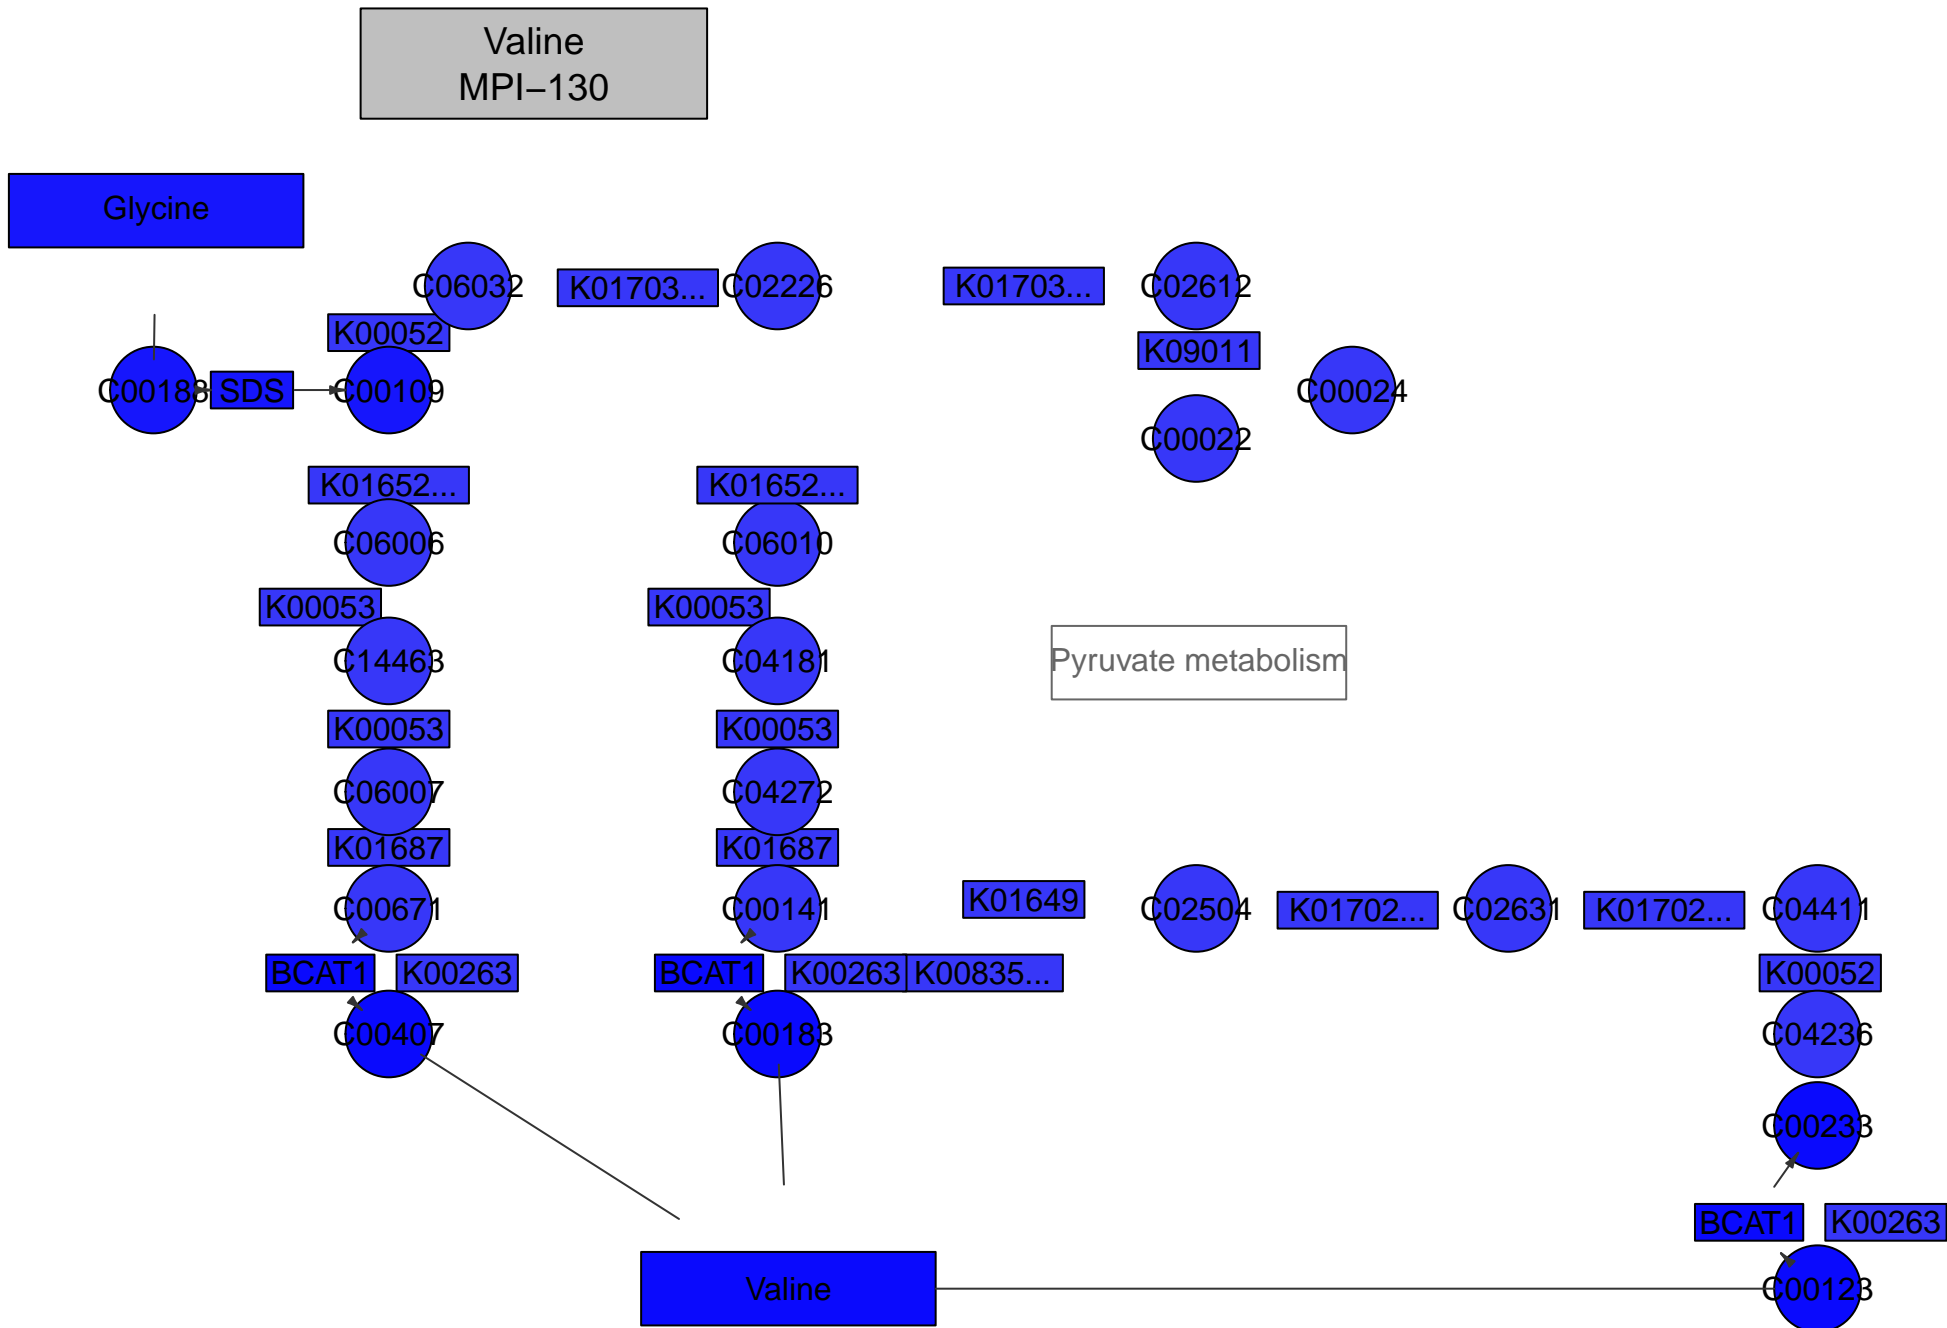 Valine
MPI–130
Glycine
C06032
K01703...
C02226
K01703...
C02612
K00052
K09011
C00188
SDS
C00109
C00024
C00022
K01652...
K01652...
C06006
C06010
K00053
K00053
C14463
C04181
Pyruvate metabolism
K00053
K00053
C06007
C04272
K01687
K01687
C00671
C00141
K01649
C02504
K01702...
C02631
K01702...
C04411
BCAT1
K00263
BCAT1
K00263
K00835...
K00052
C00407
C00183
C04236
C00233
BCAT1
K00263
Valine
C00123